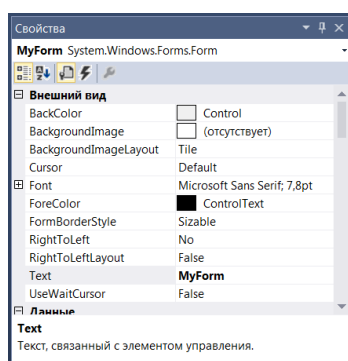 Свойства
MyForm System.Windows.Forms.Form
Внешний вид
BackColor Control
BackgroundImage (отсутствует)
BackgroundImageLayout Tile
Cursor Default
Font Microsoft Sans Serif; 7,8pt
ForeColor ControlText
FormBorderStyle Sizable
RightToLeft No
RightToLeftLayout False
Text MyForm
UseWaitCursor False
Данные
Text
Текст, связанный с элементом управления.